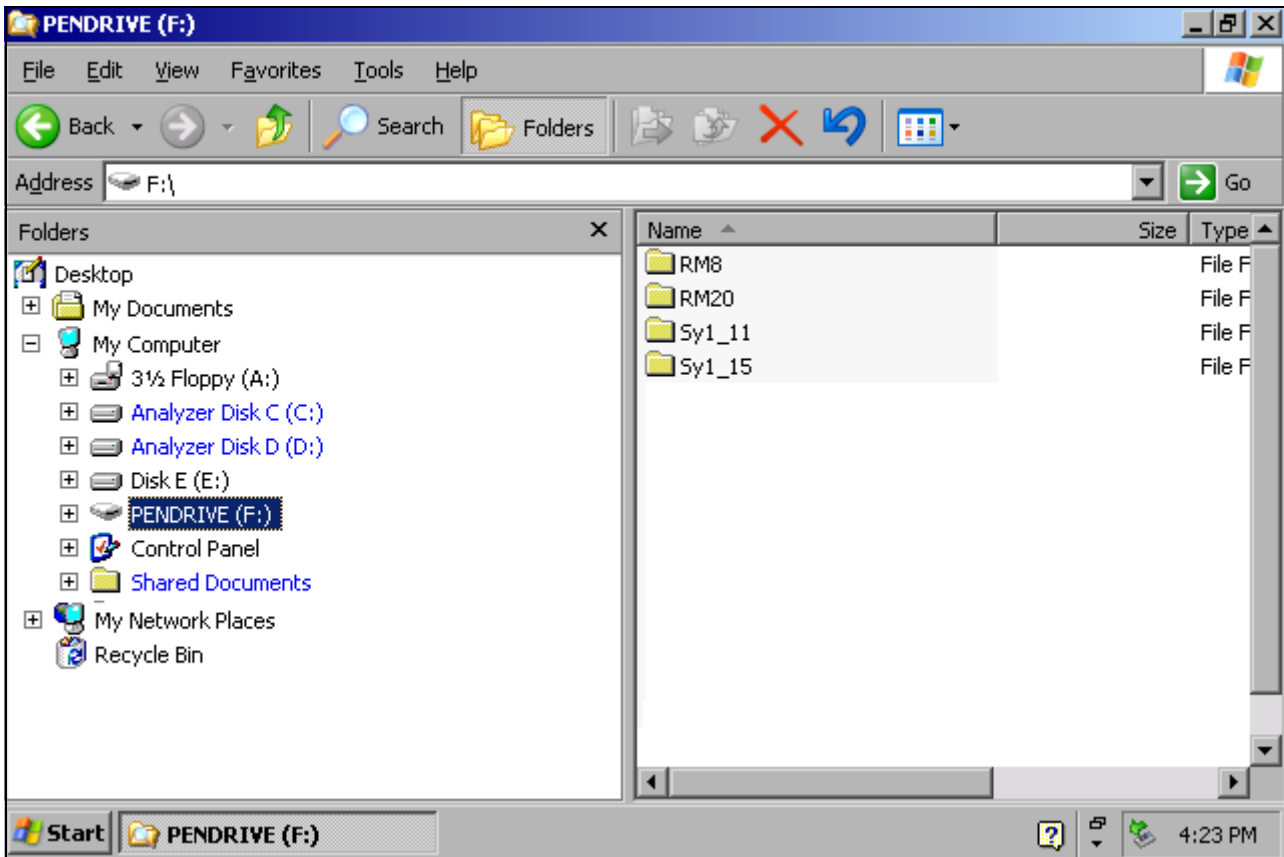 PENDRIVE (F:)
File Edit View Favorites Tools Help
Back Search Folders
Address F:\ Go
Folders
Desktop
My Documents
My Computer
3½ Floppy (A:)
Analyzer Disk C (C:)
Analyzer Disk D (D:)
Disk E (E:)
PENDRIVE (F:)
Control Panel
Shared Documents
My Network Places
Recycle Bin
Name Size Type
RM8 File F
RM20 File F
Sy1_11 File F
Sy1_15 File F
Start PENDRIVE (F:) 4:23 PM